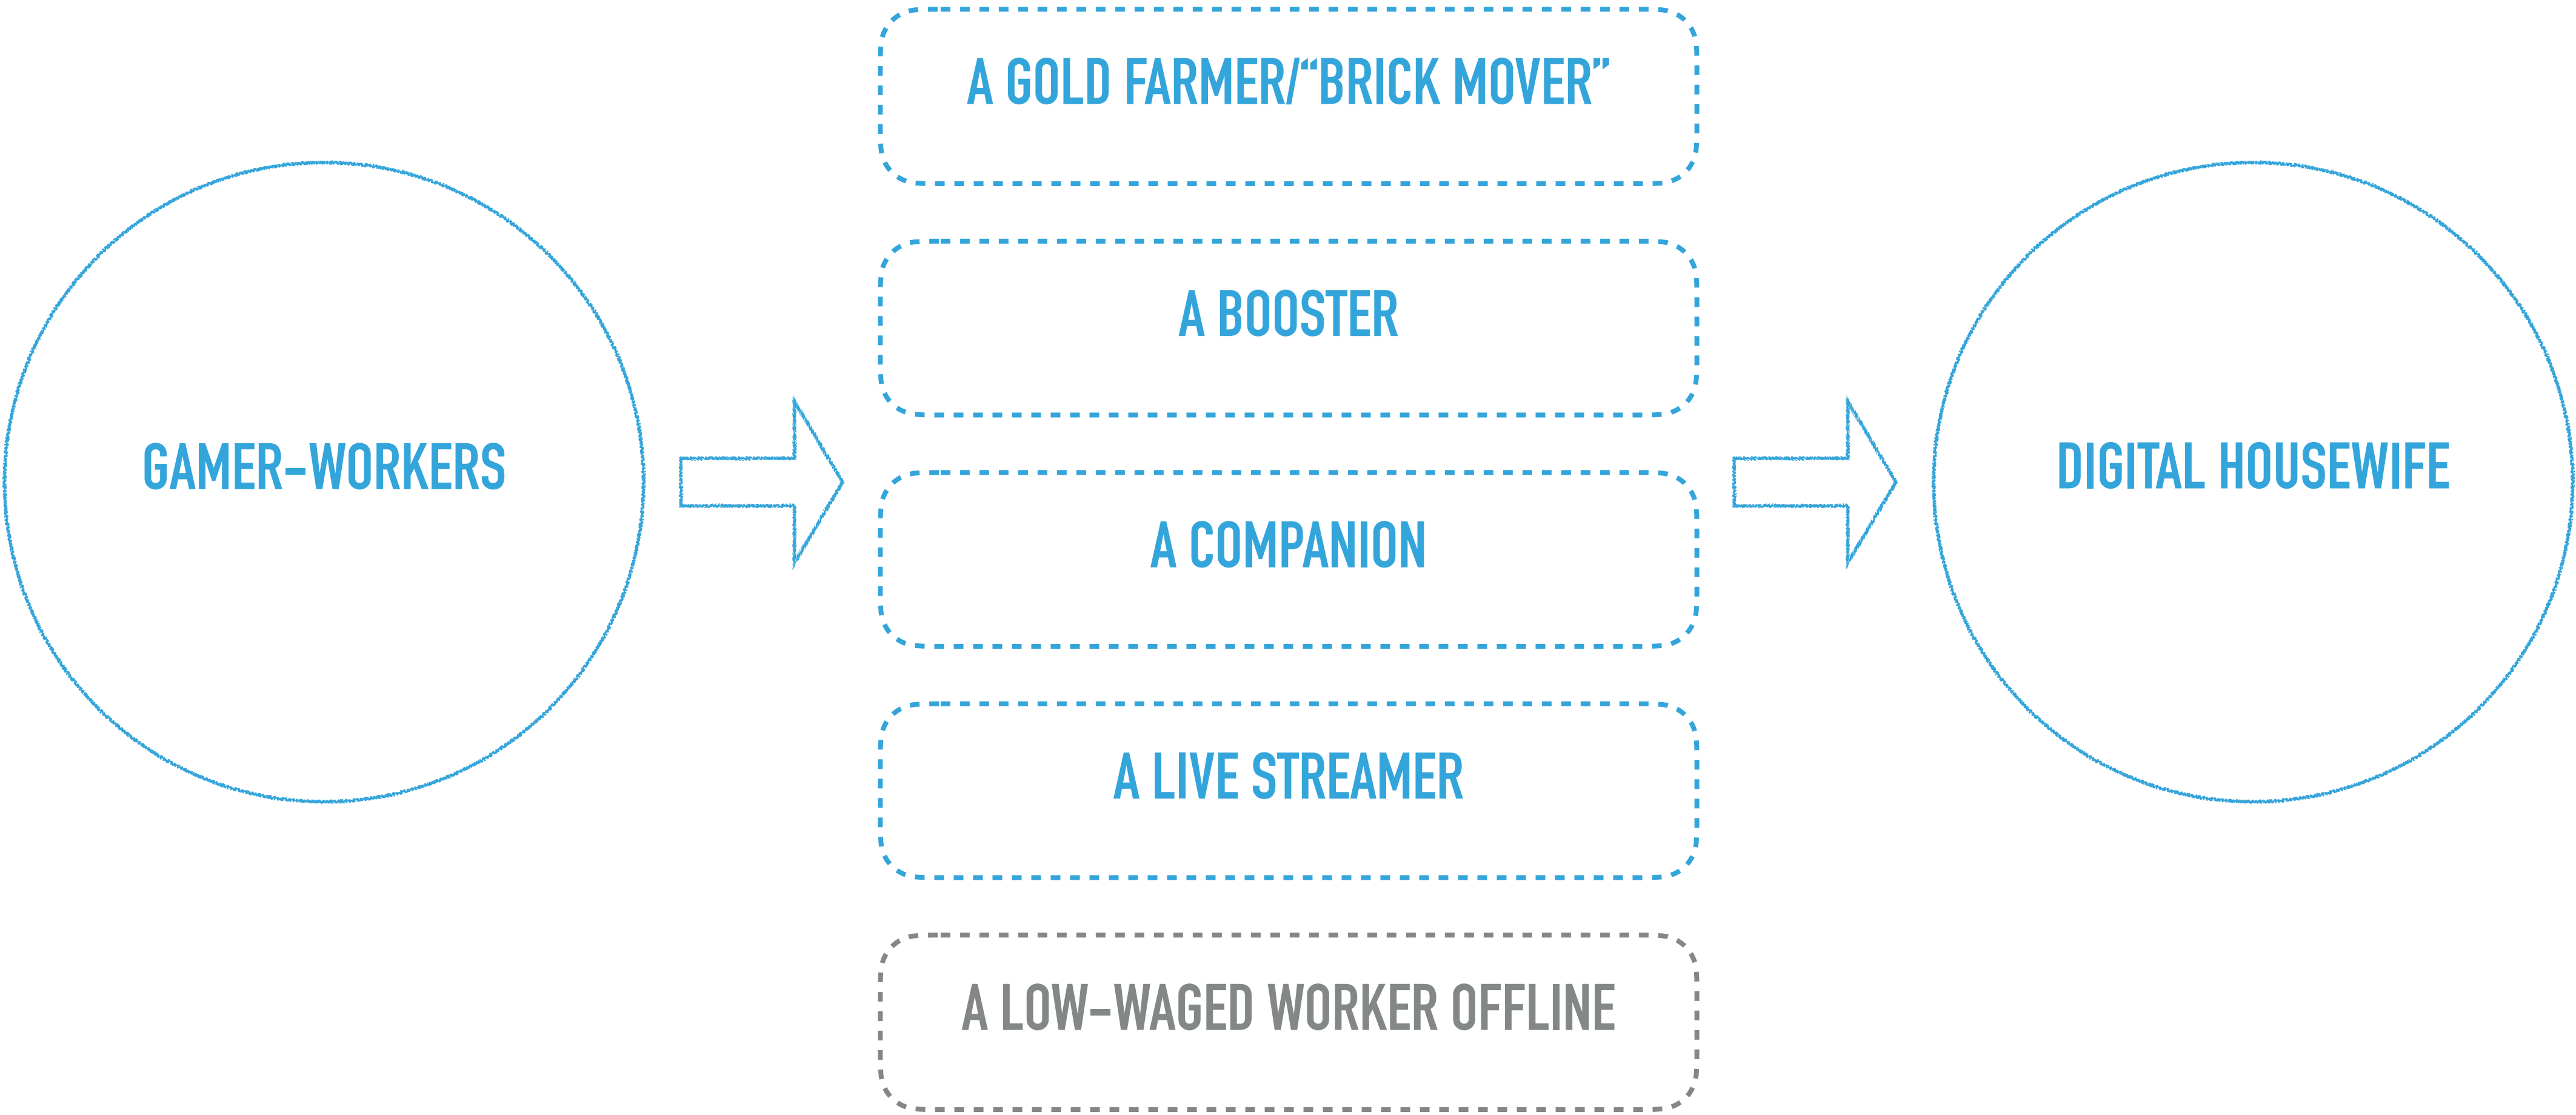 GAMER-WORKERS
A GOLD FARMER/“BRICK MOVER”
A BOOSTER
A COMPANION
A LIVE STREAMER
A LOW-WAGED WORKER OFFLINE
DIGITAL HOUSEWIFE